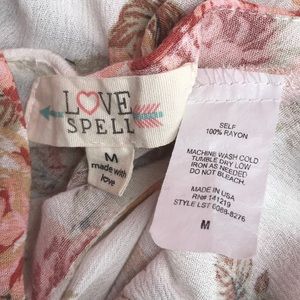 LOVE
SPELL
M
made with
love
SELF
100% RAYON
MACHINE WASH COLD
TUMBLE DRY LOW
IRON AS NEEDED
DO NOT BLEACH.
MADE IN USA
RN# 141219
STYLE LST 6088-8276
M